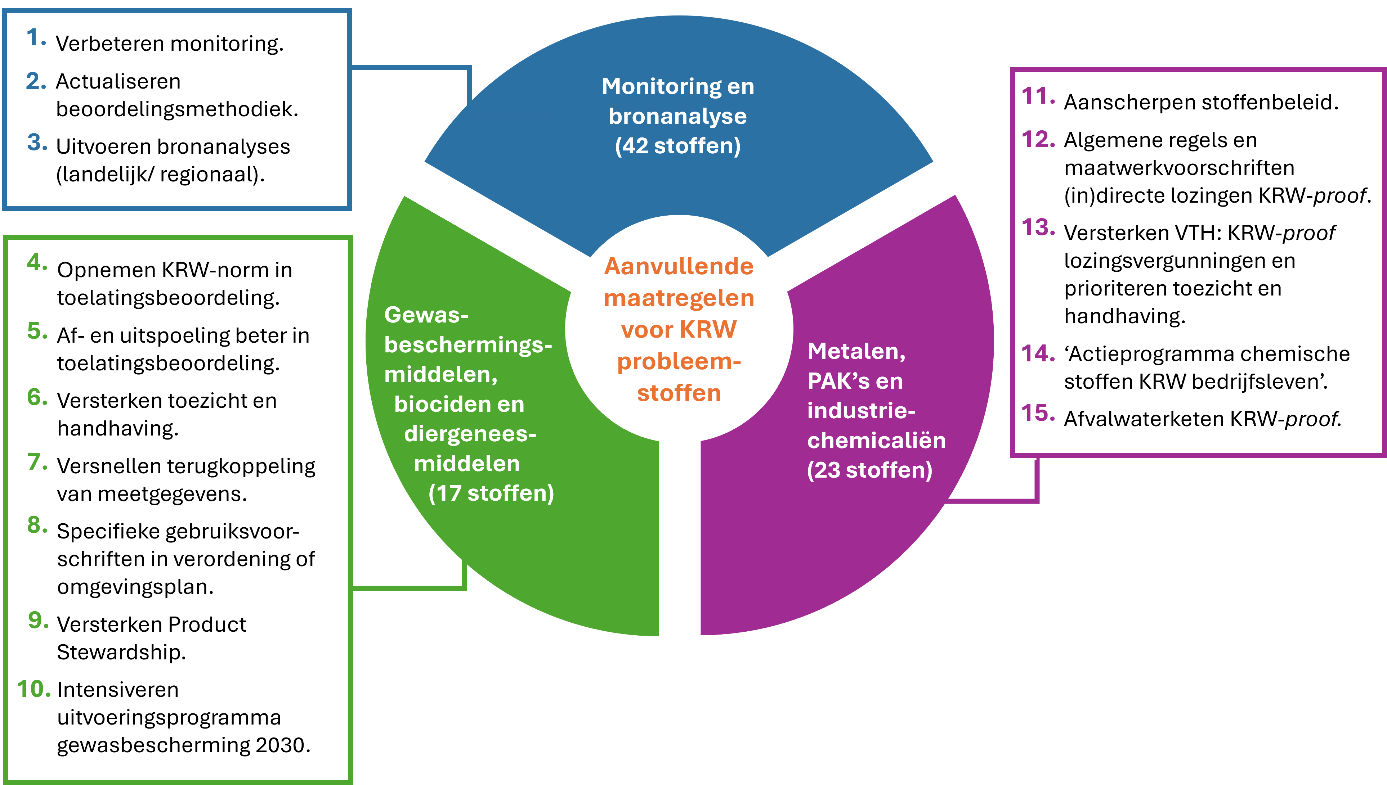 1. Verbeteren monitoring.
2. Actualiseren
beoordelingsmethodiek.
3. Uitvoeren bronanalyses
(landelijk/ regionaal).
4. Opnemen KRW-norm in
toelatingsbeoordeling.
5. Af- en uitspoeling beter in
toelatingsbeoordeling.
6. Versterken toezicht en
handhaving.
7. Versnellen terugkoppeling
van meetgegevens.
8. Specifieke gebruiksvoor-
schriften in verordening of
omgevingsplan.
9. Versterken Product
Stewardship.
10. Intensiveren
uitvoeringsprogramma
gewasbescherming 2030.
Monitoring en
bronanalyse
(42 stoffen)
Aanvullende
maatregelen
voor KRW
probleem-
stoffen
Gewas-
beschermings-
middelen,
biociden en
diergenees-
middelen
(17 stoffen)
Metalen,
PAK’s en
industrie-
chemicaliën
(23 stoffen)
11. Aanscherpen stoffenbeleid.
12. Algemene regels en
maatwerkvoorschriften
(in)directe lozingen KRW-proof.
13. Versterken VTH: KRW-proof
lozingsvergunningen en
prioriteren toezicht en
handhaving.
14. ‘Actieprogramma chemische
stoffen KRW bedrijfsleven’.
15. Afvalwaterketen KRW-proof.